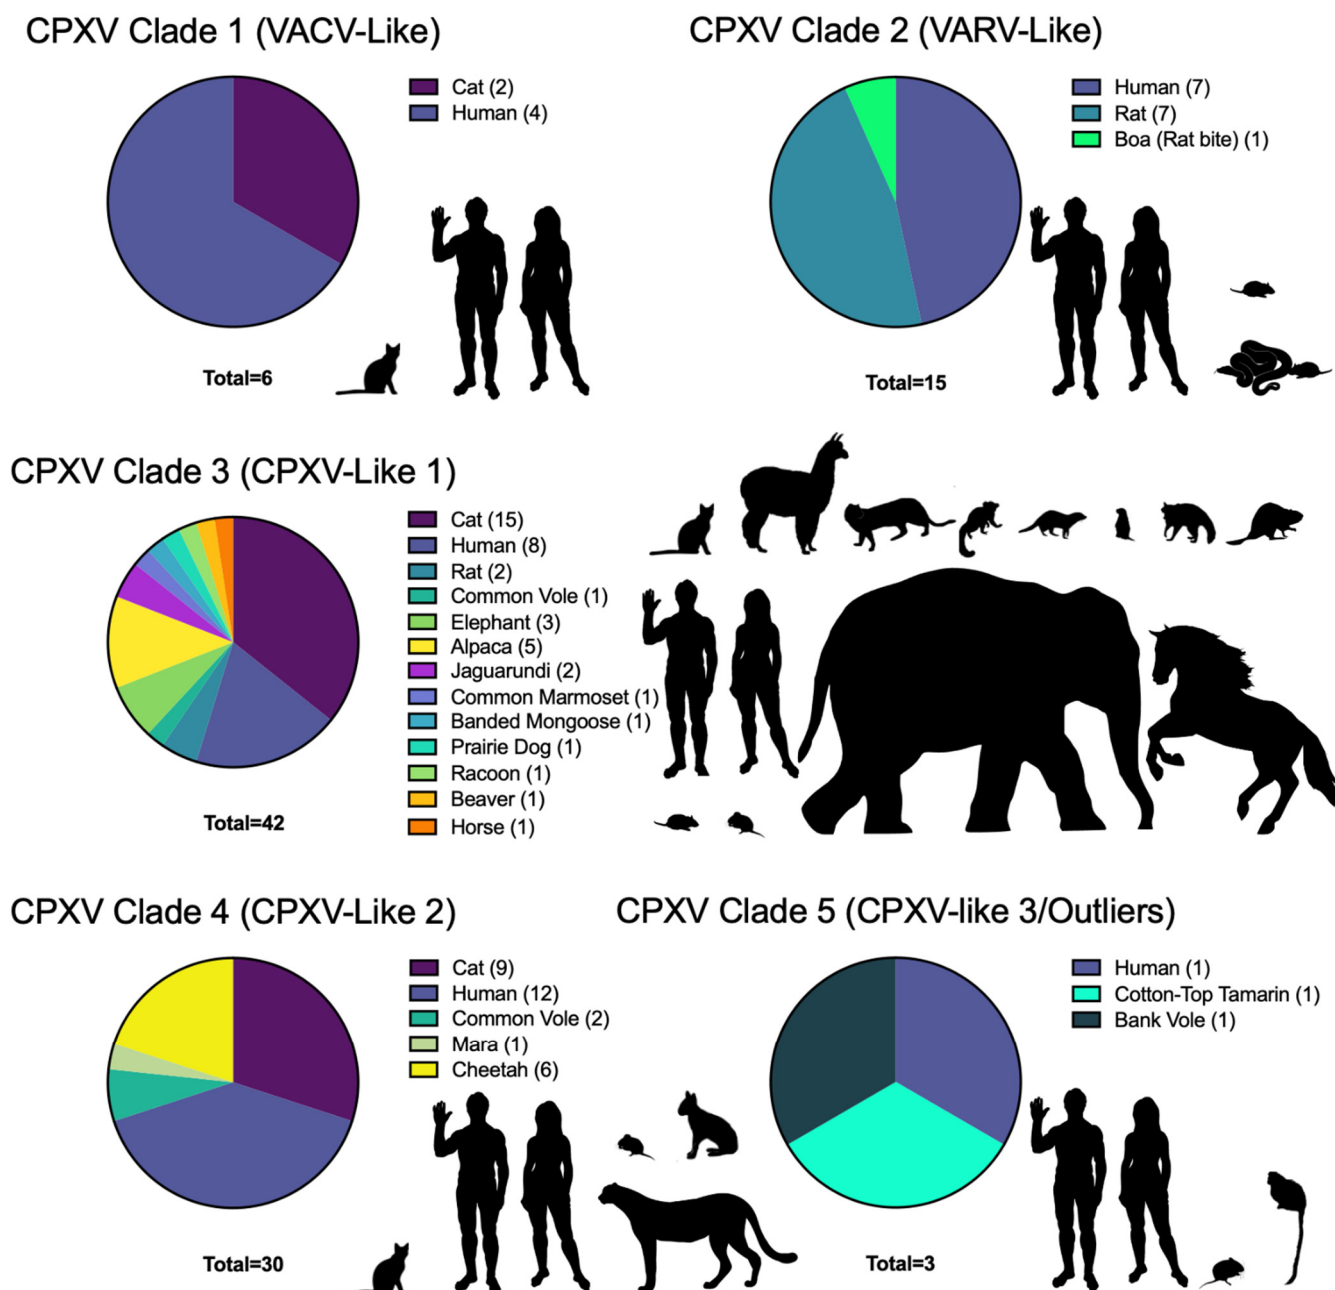 CPXV Clade 1 (VACV-Like)
Cat (2)
Human (4)
Total=6
CPXV Clade 2 (VARV-Like)
Human (7)
Rat (7)
Boa (Rat bite) (1)
Total=15
CPXV Clade 3 (CPXV-Like 1)
Cat (15)
Human (8)
Rat (2)
Common Vole (1)
Elephant (3)
Alpaca (5)
Jaguarundi (2)
Common Marmoset (1)
Banded Mongoose (1)
Prairie Dog (1)
Racoon (1)
Beaver (1)
Horse (1)
Total=42
CPXV Clade 4 (CPXV-Like 2)
Cat (9)
Human (12)
Common Vole (2)
Mara (1)
Cheetah (6)
Total=30
CPXV Clade 5 (CPXV-like 3/Outliers)
Human (1)
Cotton-Top Tamarin (1)
Bank Vole (1)
Total=3